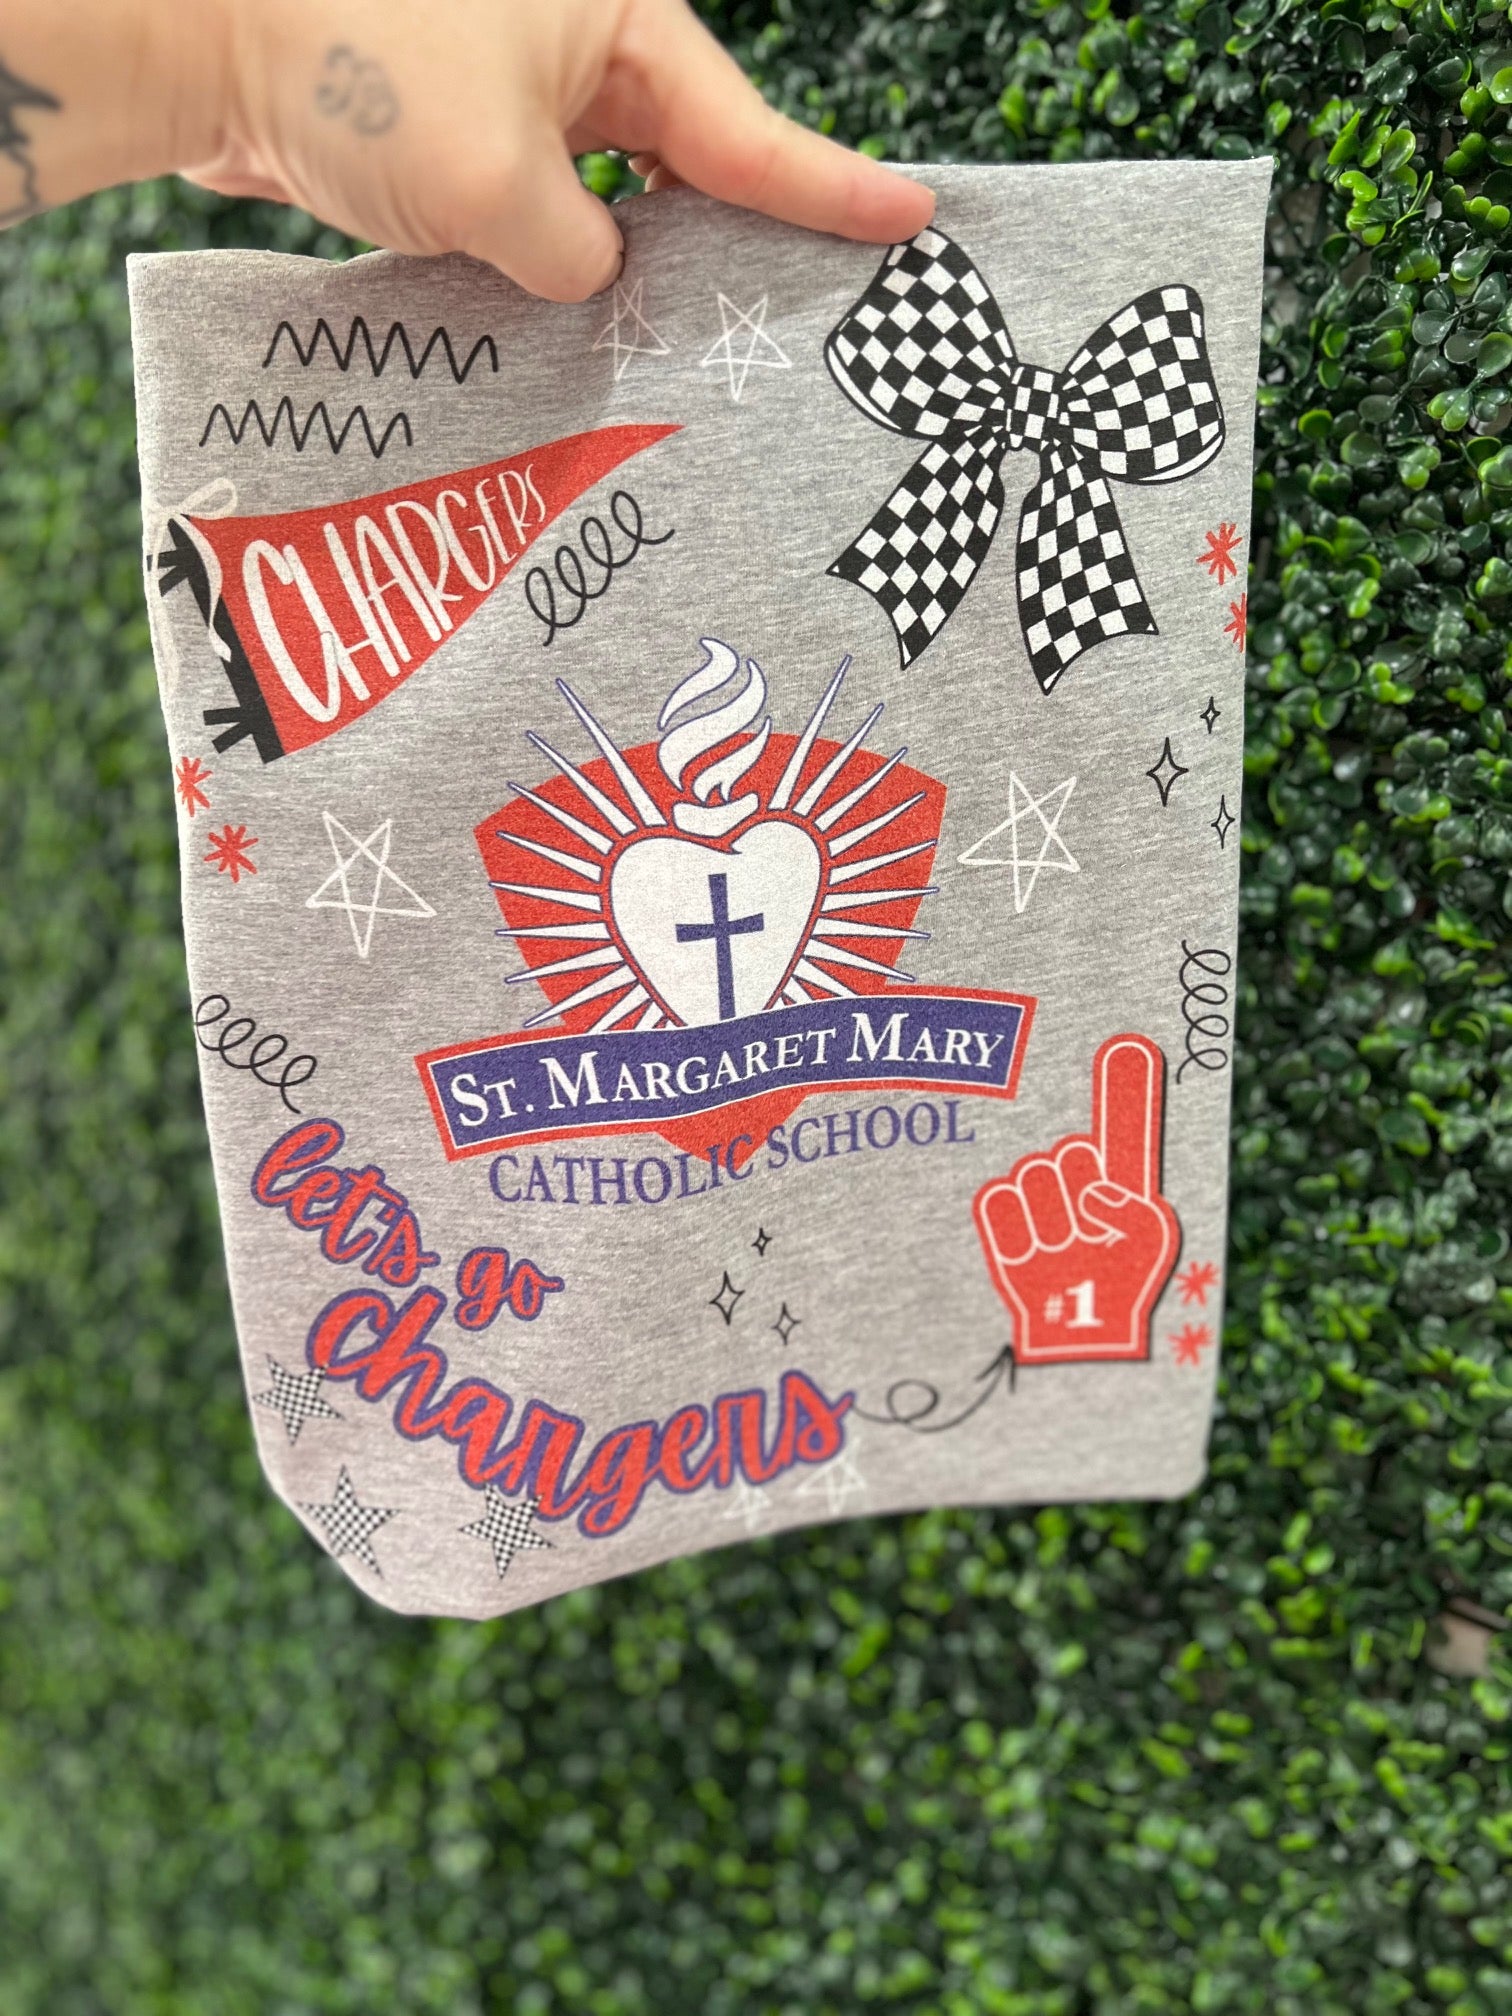 CHARGERS
ST. MARGARET MARY
CATHOLIC SCHOOL
let's go
Chargers
#1